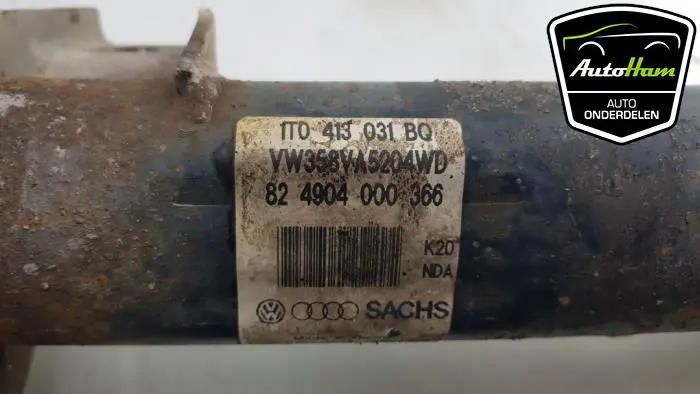 AutoHam
AUTO
ONDERDELEN
1T0 413 031 BQ
VW358VA5204WD
82 4904 000 366
K20
NDA
SACHS